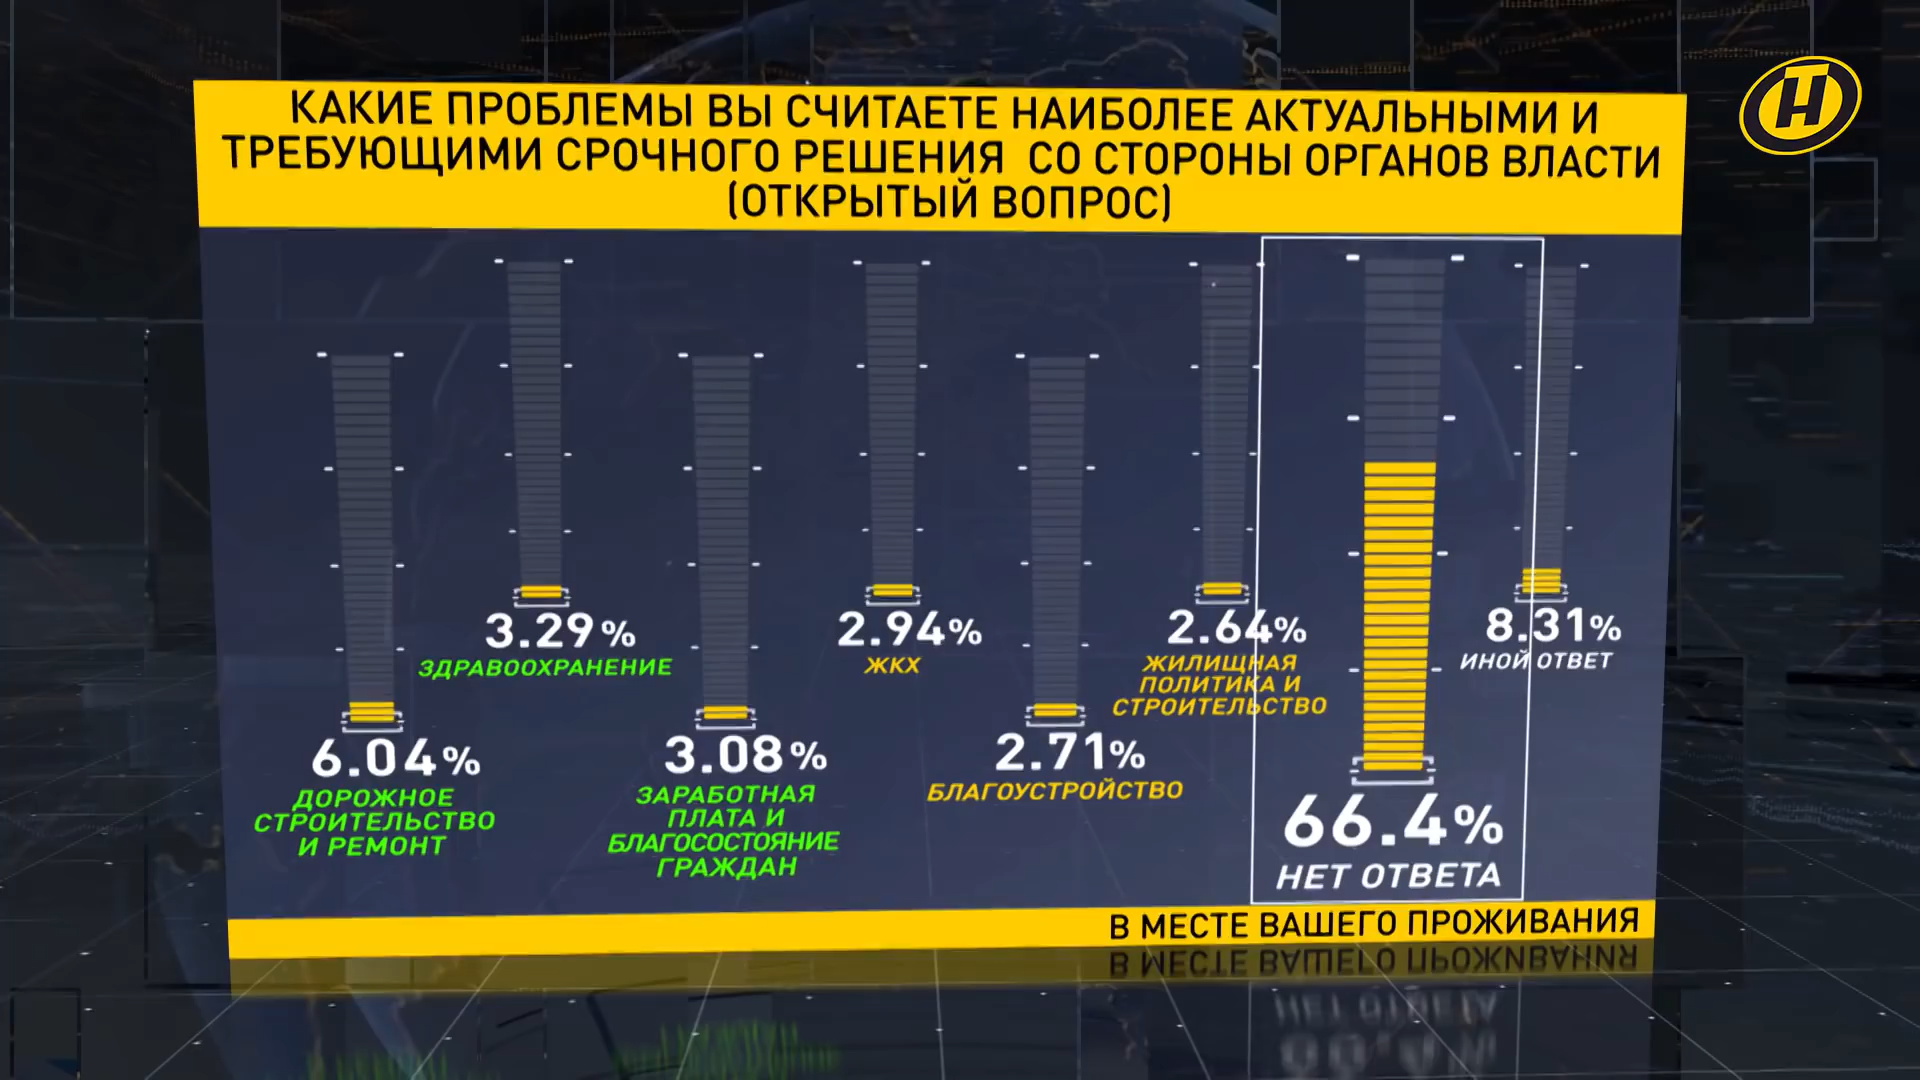 КАКИЕ ПРОБЛЕМЫ ВЫ СЧИТАЕТЕ НАИБОЛЕЕ АКТУАЛЬНЫМИ И
ТРЕБУЮЩИМИ СРОЧНОГО РЕШЕНИЯ СО СТОРОНЫ ОРГАНОВ ВЛАСТИ
(ОТКРЫТЫЙ ВОПРОС)
6.04%
ДОРОЖНОЕ
СТРОИТЕЛЬСТВО
И РЕМОНТ
3.29%
ЗДРАВООХРАНЕНИЕ
3.08%
ЗАРАБОТНАЯ
ПЛАТА И
БЛАГОСОСТОЯНИЕ
ГРАЖДАН
2.94%
ЖКХ
2.71%
БЛАГОУСТРОЙСТВО
2.64%
ЖИЛИЩНАЯ
ПОЛИТИКА И
СТРОИТЕЛЬСТВО
66.4%
НЕТ ОТВЕТА
8.31%
ИНОЙ ОТВЕТ
В МЕСТЕ ВАШЕГО ПРОЖИВАНИЯ